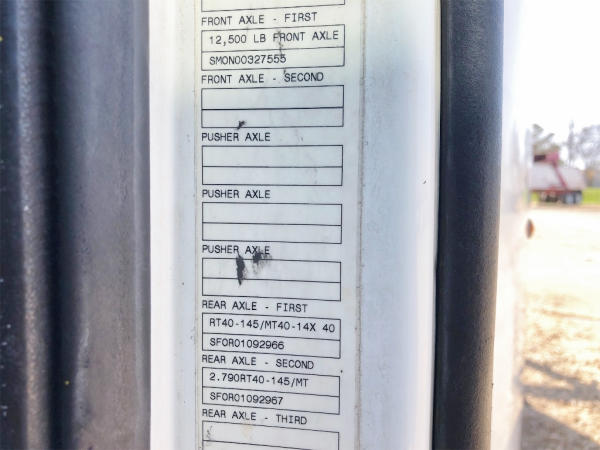 FRONT AXLE - FIRST
12,500 LB FRONT AXLE
SMON00327555
FRONT AXLE - SECOND
PUSHER AXLE
PUSHER AXLE
PUSHER AXLE
REAR AXLE - FIRST
RT40-145/MT40-14X 40
SFOR01092966
REAR AXLE - SECOND
2.790RT40-145/MT
SFOR01092967
REAR AXLE - THIRD